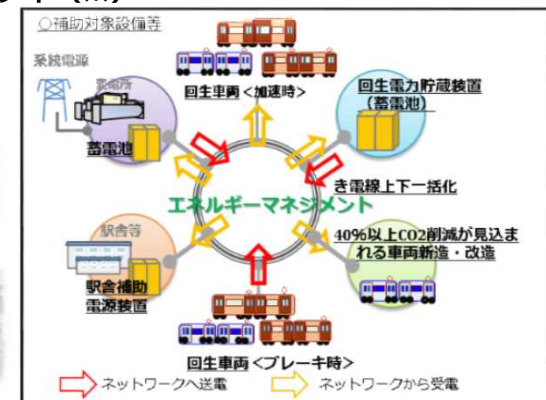 ○補助対象設備等
系統電源
変電所
蓄電池
回生車両<加速時>
回生電力貯蔵装置
(蓄電池)
き電線上下一括化
エネルギーマネジメント
駅舎等
駅舎補助
電源装置
40%以上CO2削減が見込ま
れる車両新造・改造
回生車両<ブレーキ時>
ネットワークへ送電
ネットワークから受電